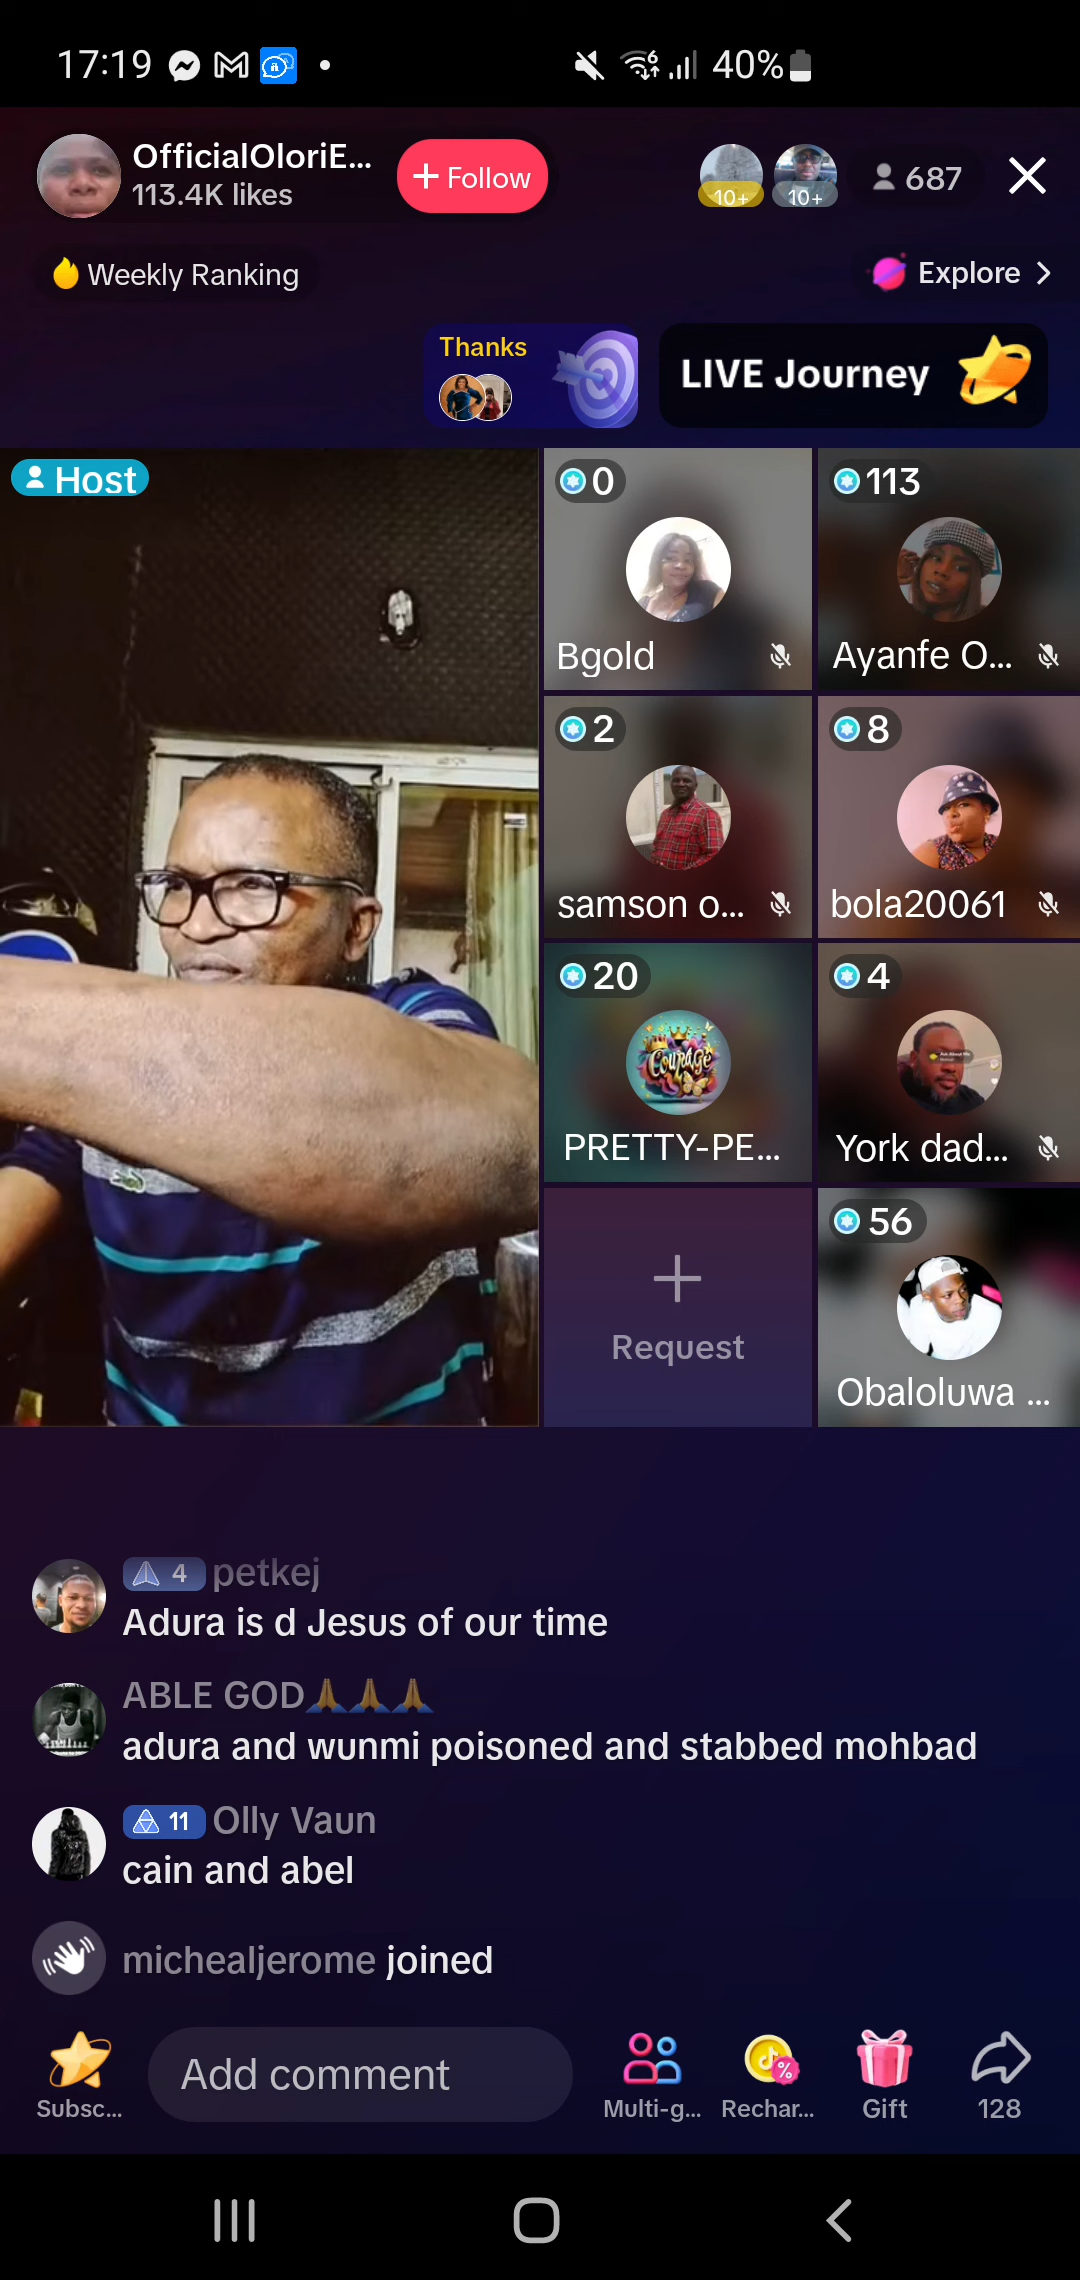 17:19
40%
OfficialOloriE...
113.4K likes
+ Follow
10+
10+
687
Weekly Ranking
Explore
Thanks
LIVE Journey
Host
0
Bgold
113
Ayanfe O...
2
samson o...
8
bola20061
20
Courage
PRETTY-PE...
4
York dad...
Request
56
Obaloluwa ...
4 petkej
Adura is d Jesus of our time
ABLE GOD🙏🙏🙏
adura and wunmi poisoned and stabbed mohbad
11 Olly Vaun
cain and abel
michealjerome joined
Subsc...
Add comment
Multi-g...
Rechar...
Gift
128